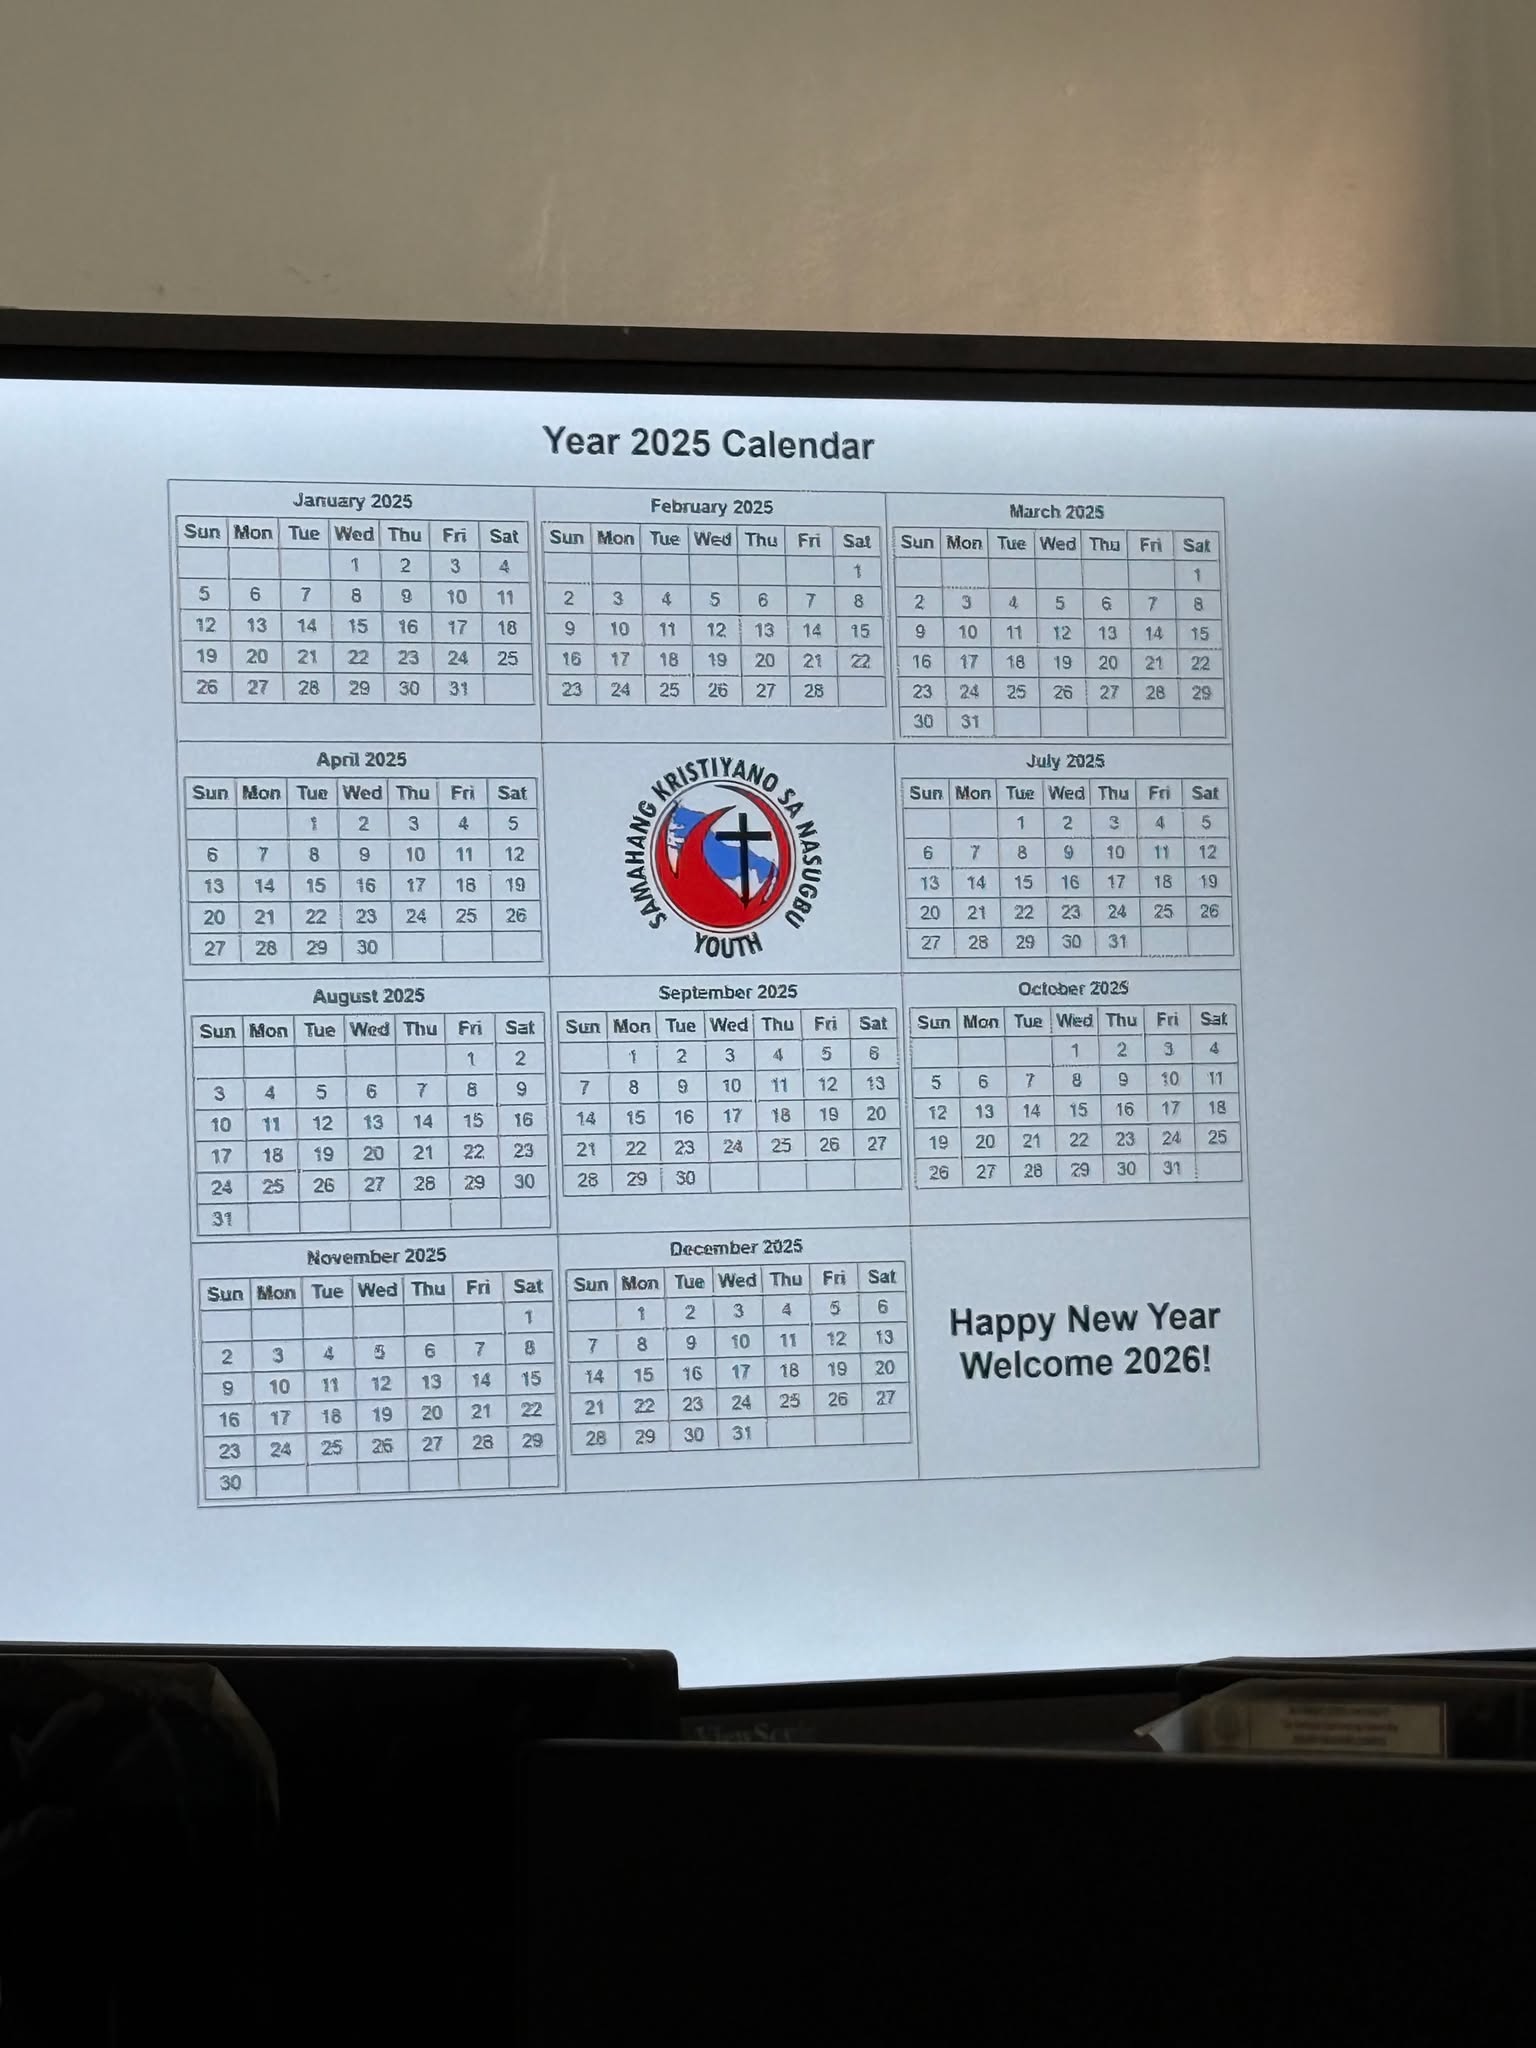 Year 2025 Calendar
January 2025
Sun Mon Tue Wed Thu Fri Sat
1 2 3 4
5 6 7 8 9 10 11
12 13 14 15 16 17 18
19 20 21 22 23 24 25
26 27 28 29 30 31
February 2025
Sun Mon Tue Wed Thu Fri Sat
1
2 3 4 5 6 7 8
9 10 11 12 13 14 15
16 17 18 19 20 21 22
23 24 25 26 27 28
March 2025
Sun Mon Tue Wed Thu Fri Sat
1
2 3 4 5 6 7 8
9 10 11 12 13 14 15
16 17 18 19 20 21 22
23 24 25 26 27 28 29
30 31
April 2025
Sun Mon Tue Wed Thu Fri Sat
1 2 3 4 5
6 7 8 9 10 11 12
13 14 15 16 17 18 19
20 21 22 23 24 25 26
27 28 29 30
SAMAHANG KRISTIYANO SA NASUGBU
YOUTH
July 2025
Sun Mon Tue Wed Thu Fri Sat
1 2 3 4 5
6 7 8 9 10 11 12
13 14 15 16 17 18 19
20 21 22 23 24 25 26
27 28 29 30 31
August 2025
Sun Mon Tue Wed Thu Fri Sat
1 2
3 4 5 6 7 8 9
10 11 12 13 14 15 16
17 18 19 20 21 22 23
24 25 26 27 28 29 30
31
September 2025
Sun Mon Tue Wed Thu Fri Sat
1 2 3 4 5 6
7 8 9 10 11 12 13
14 15 16 17 18 19 20
21 22 23 24 25 26 27
28 29 30
October 2025
Sun Mon Tue Wed Thu Fri Sat
1 2 3 4
5 6 7 8 9 10 11
12 13 14 15 16 17 18
19 20 21 22 23 24 25
26 27 28 29 30 31
November 2025
Sun Mon Tue Wed Thu Fri Sat
1
2 3 4 5 6 7 8
9 10 11 12 13 14 15
16 17 18 19 20 21 22
23 24 25 26 27 28 29
30
December 2025
Sun Mon Tue Wed Thu Fri Sat
1 2 3 4 5 6
7 8 9 10 11 12 13
14 15 16 17 18 19 20
21 22 23 24 25 26 27
28 29 30 31
Happy New Year
Welcome 2026!